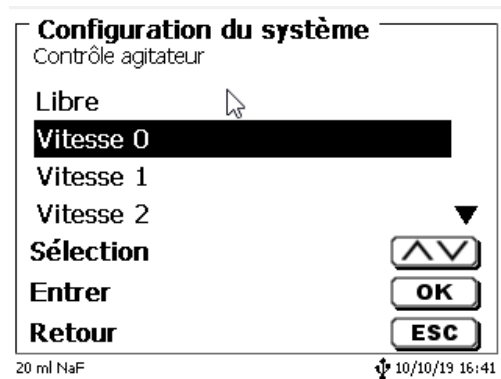 Configuration du système
Contrôle agitateur
Libre
Vitesse 0
Vitesse 1
Vitesse 2
Sélection
Entrer OK
Retour ESC
20 ml NaF 10/10/19 16:41